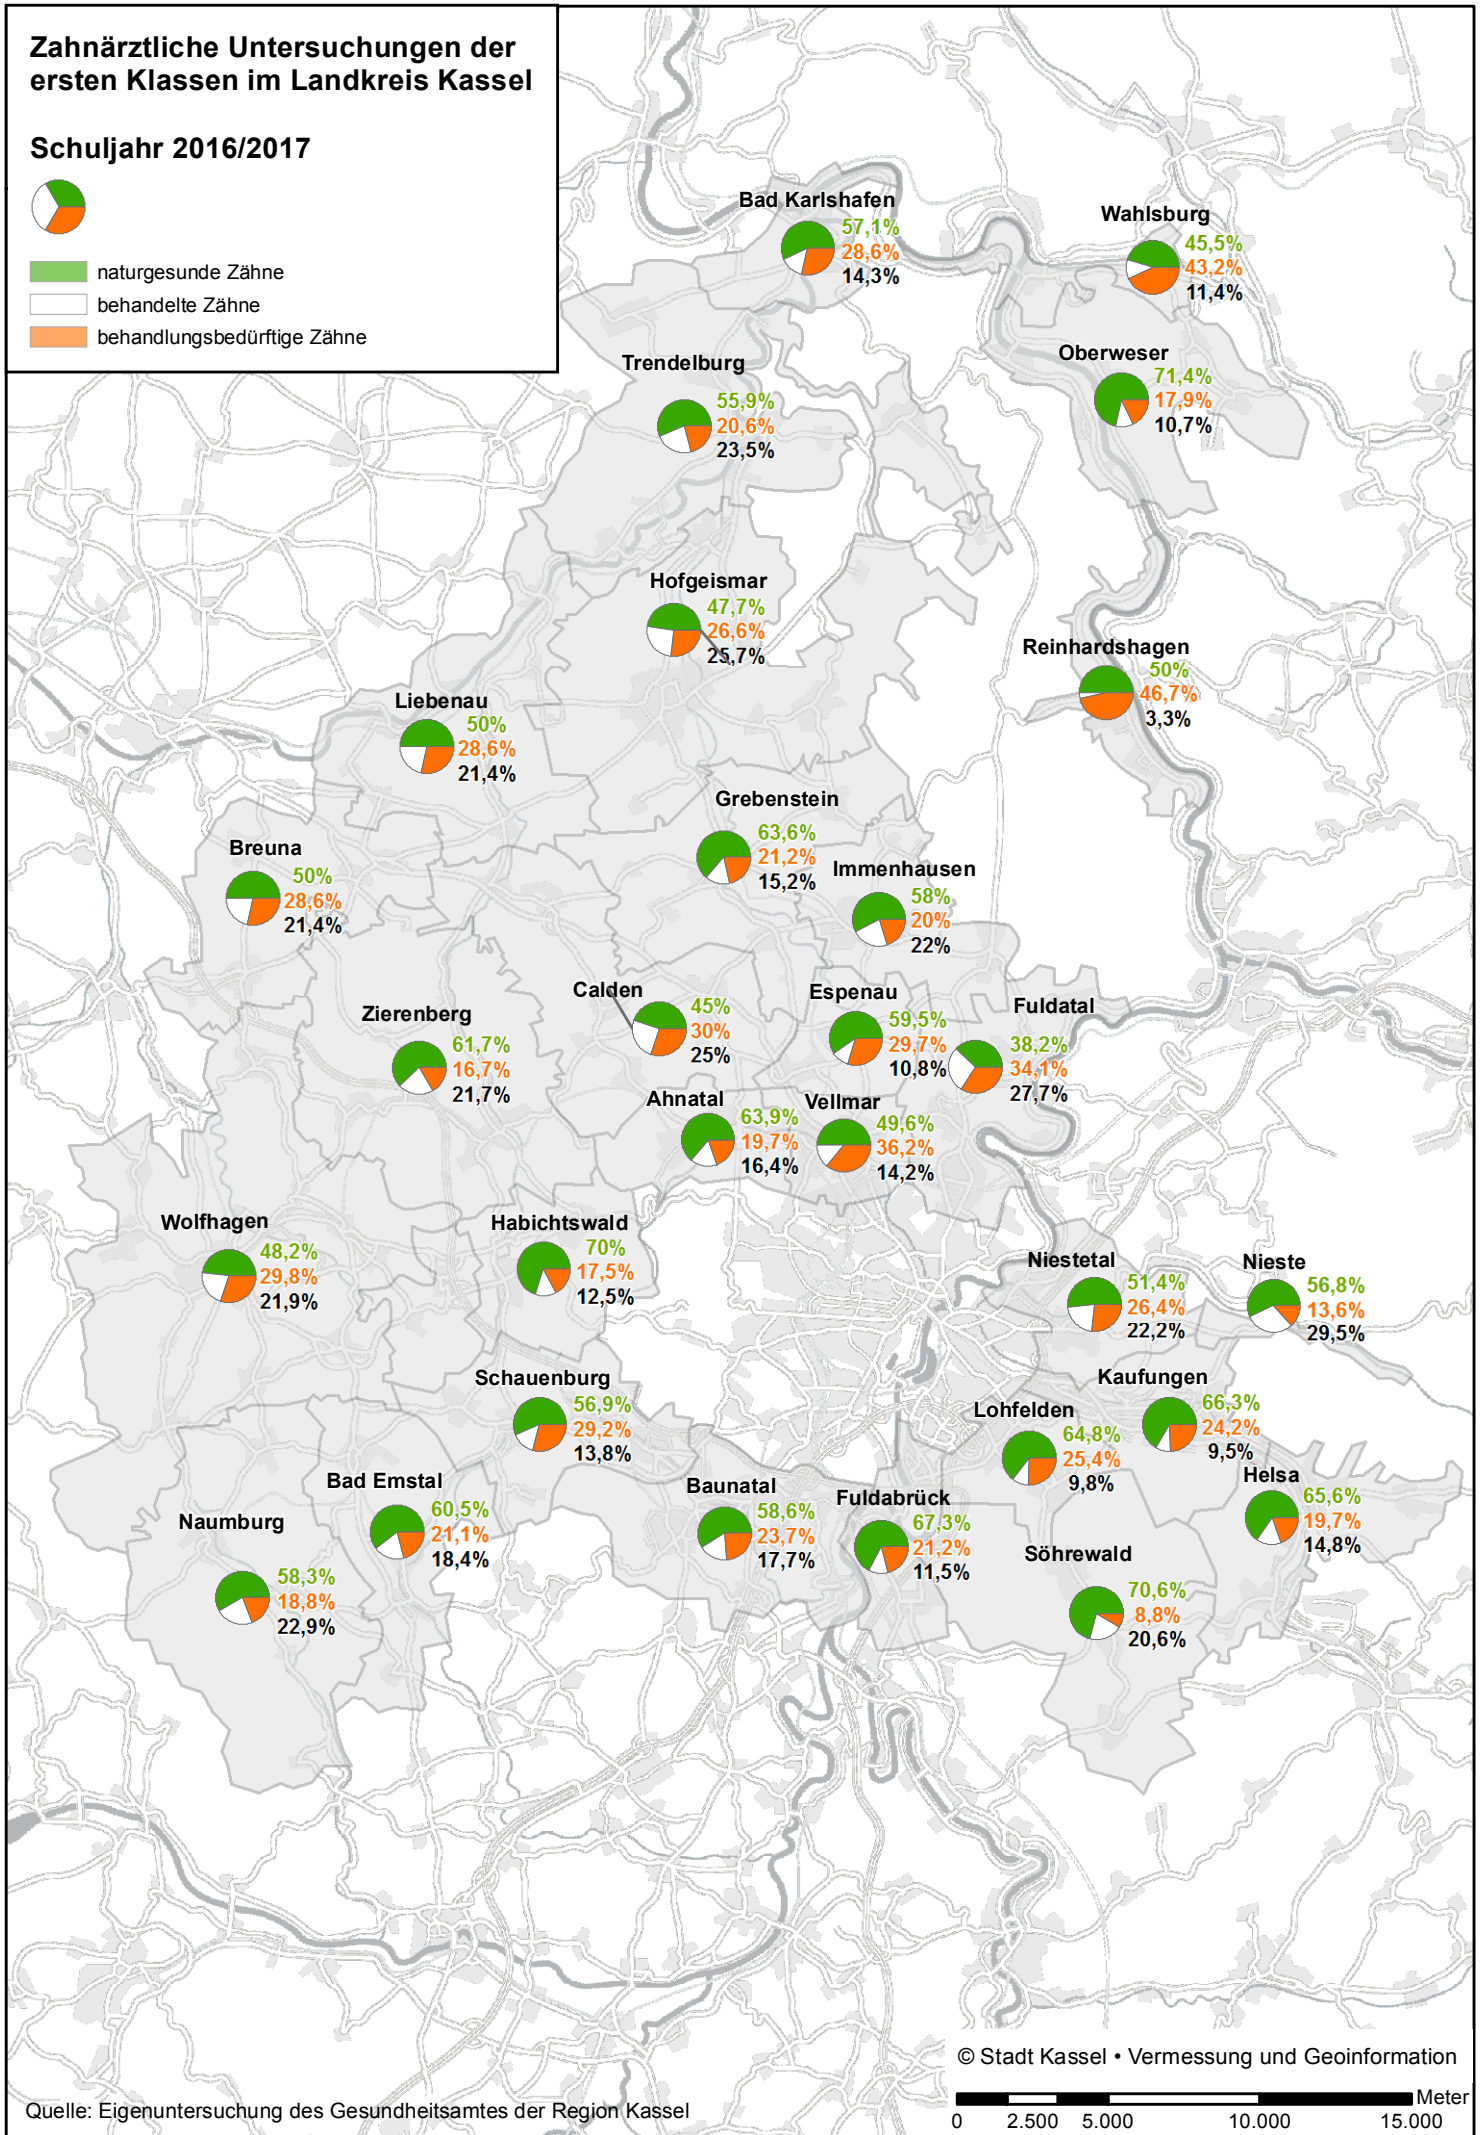 Zahnärztliche Untersuchungen der
ersten Klassen im Landkreis Kassel
Schuljahr 2016/2017
naturgesunde Zähne
behandelte Zähne
behandlungsbedürftige Zähne
Bad Karlshafen
57,1%
28,6%
14,3%
Wahlsburg
45,5%
43,2%
11,4%
Oberweser
71,4%
17,9%
10,7%
Trendelburg
55,9%
20,6%
23,5%
Hofgeismar
47,7%
26,6%
25,7%
Reinhardshagen
50%
46,7%
3,3%
Liebenau
50%
28,6%
21,4%
Grebenstein
63,6%
21,2%
15,2%
Breuna
50%
28,6%
21,4%
Immenhausen
58%
20%
22%
Calden
45%
30%
25%
Espenau
59,5%
29,7%
10,8%
Fuldatal
38,2%
34,1%
27,7%
Zierenberg
61,7%
16,7%
21,7%
Ahnatal
63,9%
19,7%
16,4%
Vellmar
49,6%
36,2%
14,2%
Wolfhagen
48,2%
29,8%
21,9%
Habichtswald
70%
17,5%
12,5%
Niestetal
51,4%
26,4%
22,2%
Nieste
56,8%
13,6%
29,5%
Schauenburg
56,9%
29,2%
13,8%
Kaufungen
66,3%
24,2%
9,5%
Lohfelden
64,8%
25,4%
9,8%
Helsa
65,6%
19,7%
14,8%
Bad Emstal
60,5%
21,1%
18,4%
Baunatal
58,6%
23,7%
17,7%
Fuldabrück
67,3%
21,2%
11,5%
Naumburg
58,3%
18,8%
22,9%
Söhrewald
70,6%
8,8%
20,6%
© Stadt Kassel • Vermessung und Geoinformation
Meter
0 2.500 5.000 10.000 15.000
Quelle: Eigenuntersuchung des Gesundheitsamtes der Region Kassel